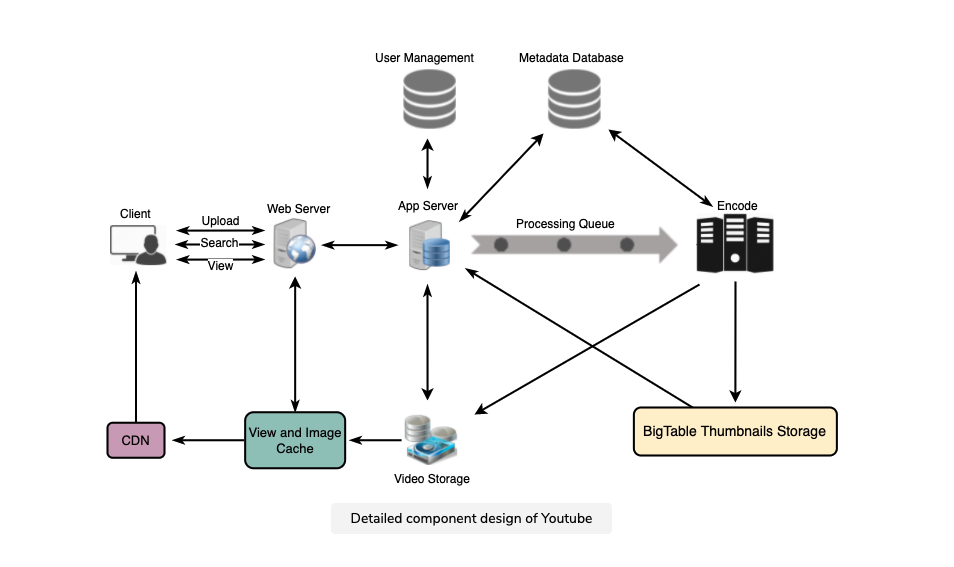 User Management
Metadata Database
Client
Upload
Search
View
Web Server
App Server
Processing Queue
Encode
CDN
View and Image
Cache
Video Storage
BigTable Thumbnails Storage
Detailed component design of Youtube